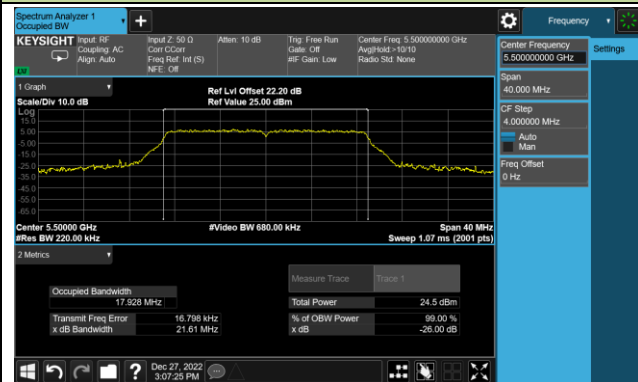 Spectrum Analyzer 1
Occupied BW
Frequency
KEYSIGHT
Input: RF
Coupling: AC
Align: Auto
Input Z: 50 Ω
Corr CCorr
Freq Ref: Int (S)
NFE: Off
Atten: 10 dB
Trig: Free Run
Gate: Off
#IF Gain: Low
Center Freq: 5.500000000 GHz
Avg|Hold:>10/10
Radio Std: None
Center Frequency
5.500000000 GHz
Settings
Span
40.000 MHz
CF Step
4.000000 MHz
Auto
Man
Freq Offset
0 Hz
1 Graph
Scale/Div 10.0 dB
Ref Lvl Offset 22.20 dB
Ref Value 25.00 dBm
Log
15.0
5.00
-5.00
-15.0
-25.0
-35.0
-45.0
-55.0
-65.0
Center 5.50000 GHz
#Res BW 220.00 kHz
#Video BW 680.00 kHz
Span 40 MHz
Sweep 1.07 ms (2001 pts)
2 Metrics
Measure Trace
Trace 1
Occupied Bandwidth
17.928 MHz
Total Power
24.5 dBm
Transmit Freq Error
16.798 kHz
% of OBW Power
99.00 %
x dB Bandwidth
21.61 MHz
x dB
-26.00 dB
Dec 27, 2022
3:07:25 PM